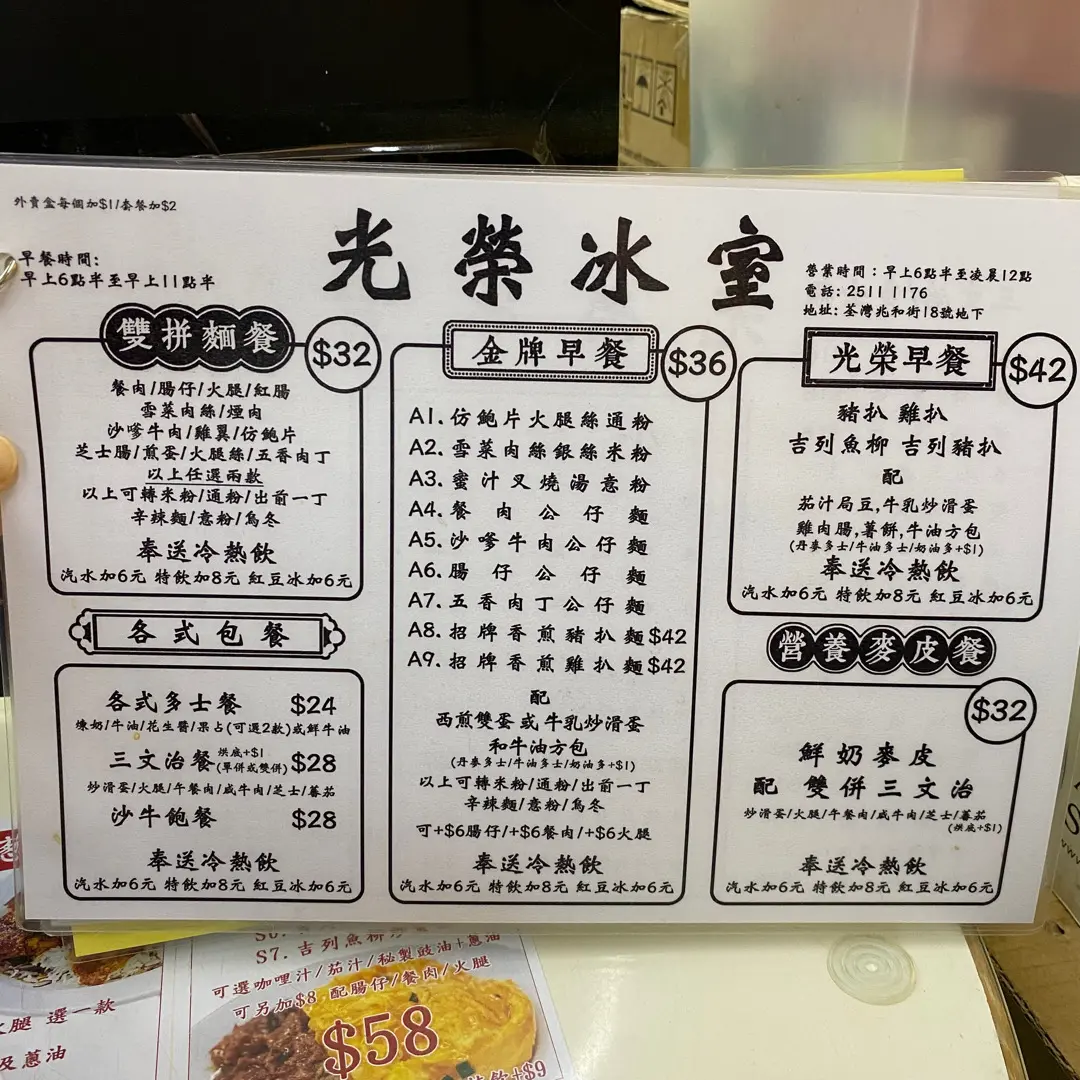 外賣盒每個加$1/套餐加$2
早餐時間:
早上6點半至早上11點半
光榮冰室
營業時間：早上6點半至凌晨12點
電話: 2511 1176
地址: 荃灣兆和街18號地下
雙拼麵餐 $32
餐肉/腸仔/火腿/紅腸
雪菜肉絲/煙肉
沙嗲牛肉/雞翼/仿鮑片
芝士腸/煎蛋/火腿絲/五香肉丁
以上任選兩款
以上可轉米粉/通粉/出前一丁
辛辣麵/意粉/烏冬
奉送冷熱飲
汽水加6元 特飲加8元 紅豆冰加6元
各式包餐
各式多士餐 $24
煉奶/牛油/花生醬/果占(可選2款)或鮮牛油
三文治餐 烘底+$1 (單併或雙併) $28
炒滑蛋/火腿/午餐肉/咸牛肉/芝士/蕃茄
沙牛飽餐 $28
奉送冷熱飲
汽水加6元 特飲加8元 紅豆冰加6元
金牌早餐 $36
A1. 仿鮑片火腿絲通粉
A2. 雪菜肉絲銀絲米粉
A3. 蜜汁叉燒湯意粉
A4. 餐肉公仔麵
A5. 沙嗲牛肉公仔麵
A6. 腸仔公仔麵
A7. 五香肉丁公仔麵
A8. 招牌香煎豬扒麵$42
A9. 招牌香煎雞扒麵$42
配
西煎雙蛋或牛乳炒滑蛋
和牛油方包
(丹麥多士/牛油多士/奶油多+$1)
以上可轉米粉/通粉/出前一丁
辛辣麵/意粉/烏冬
可+$6腸仔/+$6餐肉/+$6火腿
奉送冷熱飲
汽水加6元 特飲加8元 紅豆冰加6元
光榮早餐 $42
豬扒 雞扒
吉列魚柳 吉列豬扒
配
茄汁局豆,牛乳炒滑蛋
雞肉腸,薯餅,牛油方包
(丹麥多士/牛油多士/奶油多+$1)
奉送冷熱飲
汽水加6元 特飲加8元 紅豆冰加6元
營養麥皮餐
$32
鮮奶麥皮
配 雙併三文治
炒滑蛋/火腿/午餐肉/咸牛肉/芝士/蕃茄
(烘底+$1)
奉送冷熱飲
汽水加6元 特飲加8元 紅豆冰加6元
S7. 吉列魚柳
可選咖哩汁/茄汁/秘製豉油+蔥油
可另加$8 配腸仔/餐肉/火腿
$58
飲+$9
火腿 選一款
及蔥油